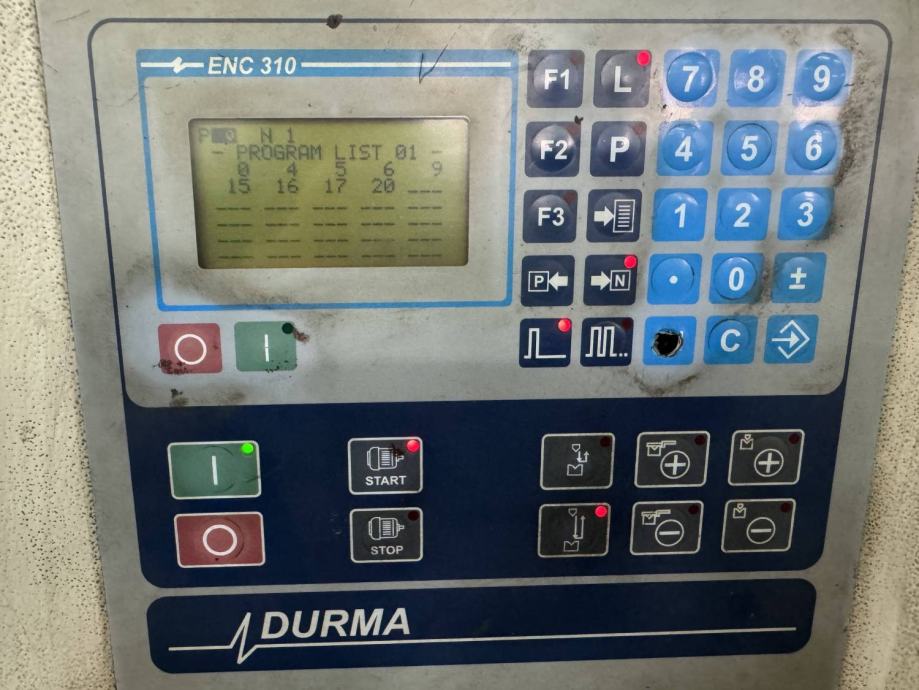 ENC 310
P 0 N 1
- PROGRAM LIST 01 -
0 4 5 6 9
15 16 17 20 ---
--- --- --- --- ---
--- --- --- --- ---
--- --- --- --- ---
--- --- --- --- ---
F1 L 7 8 9
F2 P 4 5 6
F3 1 2 3
P N . 0 ±
C
START
STOP
DURMA